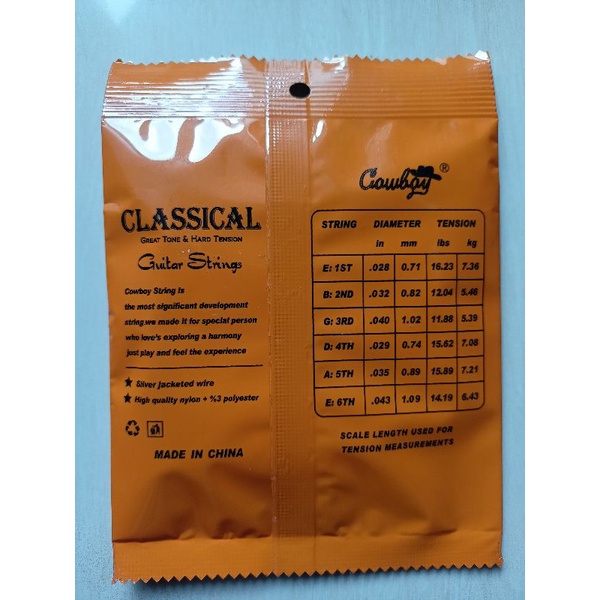 CLASSICAL
GREAT TONE & HARD TENSION
Guitar Strings
Cowboy String is
the most significant development
string.we made it for special person
who love's exploring a harmony
just play and feel the experience
★ Silver jacketed wire
★ High quality nylon + %3 polyester
MADE IN CHINA
Cowboy ®
STRING DIAMETER TENSION
in mm lbs kg
E: 1ST .028 0.71 16.23 7.36
B: 2ND .032 0.82 12.04 5.46
G: 3RD .040 1.02 11.88 5.39
D: 4TH .029 0.74 15.62 7.08
A: 5TH .035 0.89 15.89 7.21
E: 6TH .043 1.09 14.19 6.43
SCALE LENGTH USED FOR
TENSION MEASUREMENTS